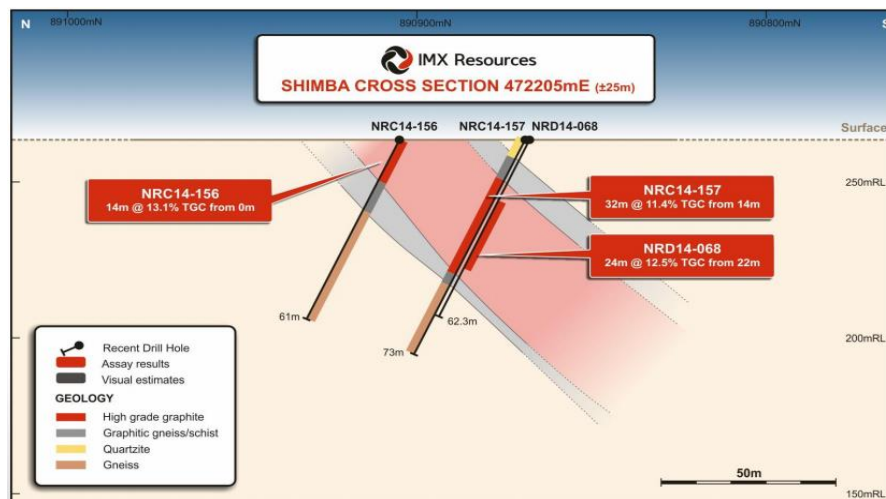 N
891000mN
890900mN
890800mN
S
IMX Resources
SHIMBA CROSS SECTION 472205mE (±25m)
NRC14-156
NRC14-157
NRD14-068
Surface
250mRL
NRC14-156
14m @ 13.1% TGC from 0m
NRC14-157
32m @ 11.4% TGC from 14m
NRD14-068
24m @ 12.5% TGC from 22m
61m
62.3m
73m
200mRL
Recent Drill Hole
Assay results
Visual estimates
GEOLOGY
High grade graphite
Graphitic gneiss/schist
Quartzite
Gneiss
50m
150mRL